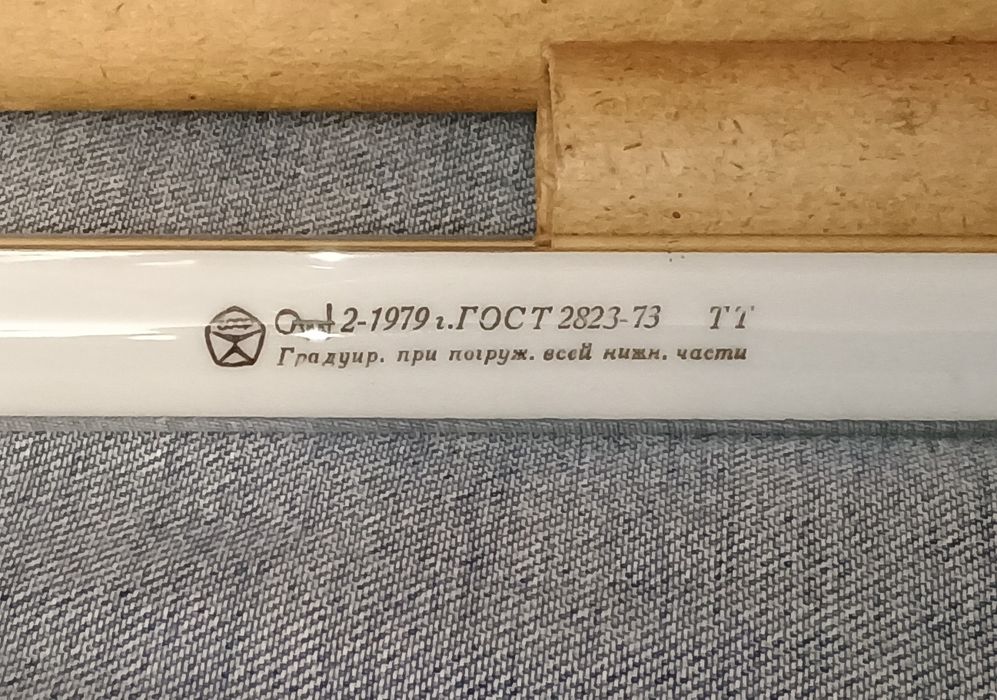 2-1979 г. ГОСТ 2823-73 ТТ
Градуир. при погруж. всей нижн. части